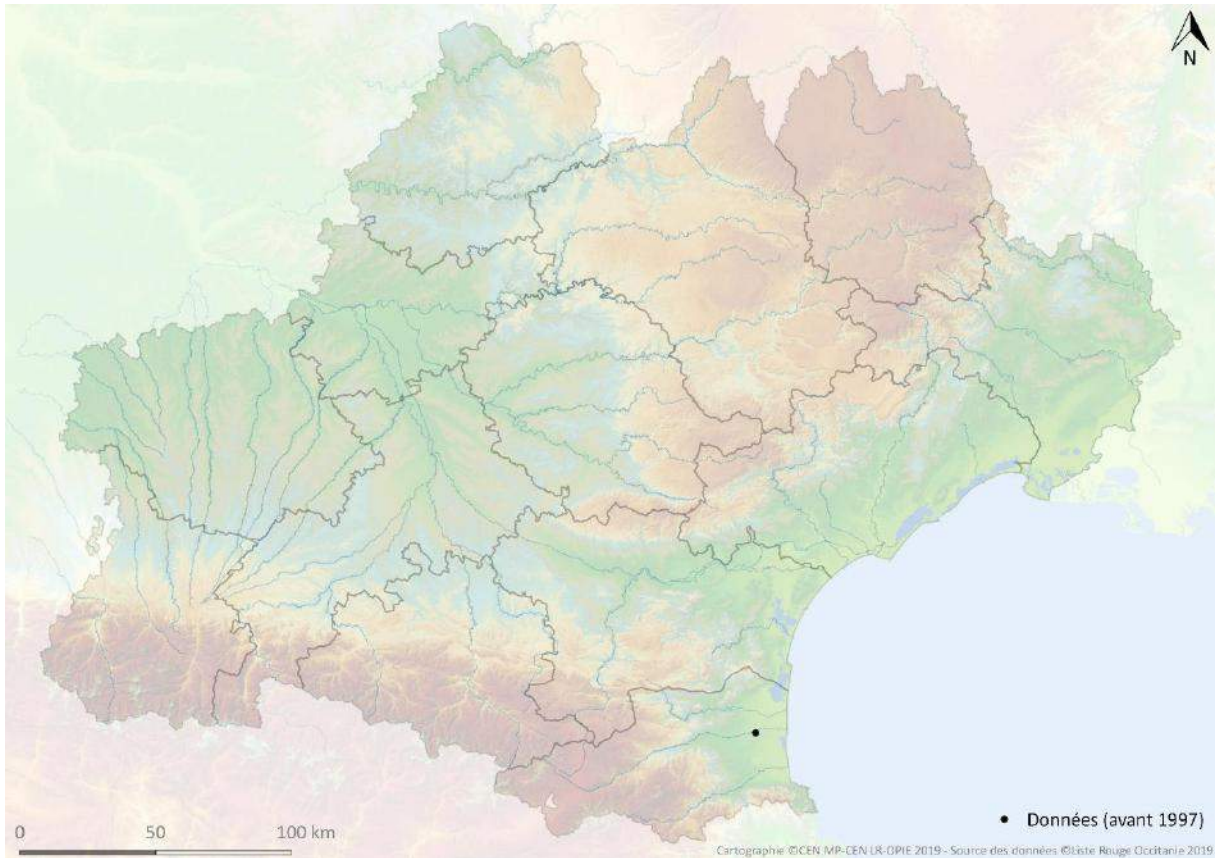 N
0 50 100 km
Données (avant 1997)
Cartographie ©CEN MP-CEN LR-OPIE 2019 - Source des données ©Liste Rouge Occitanie 2019